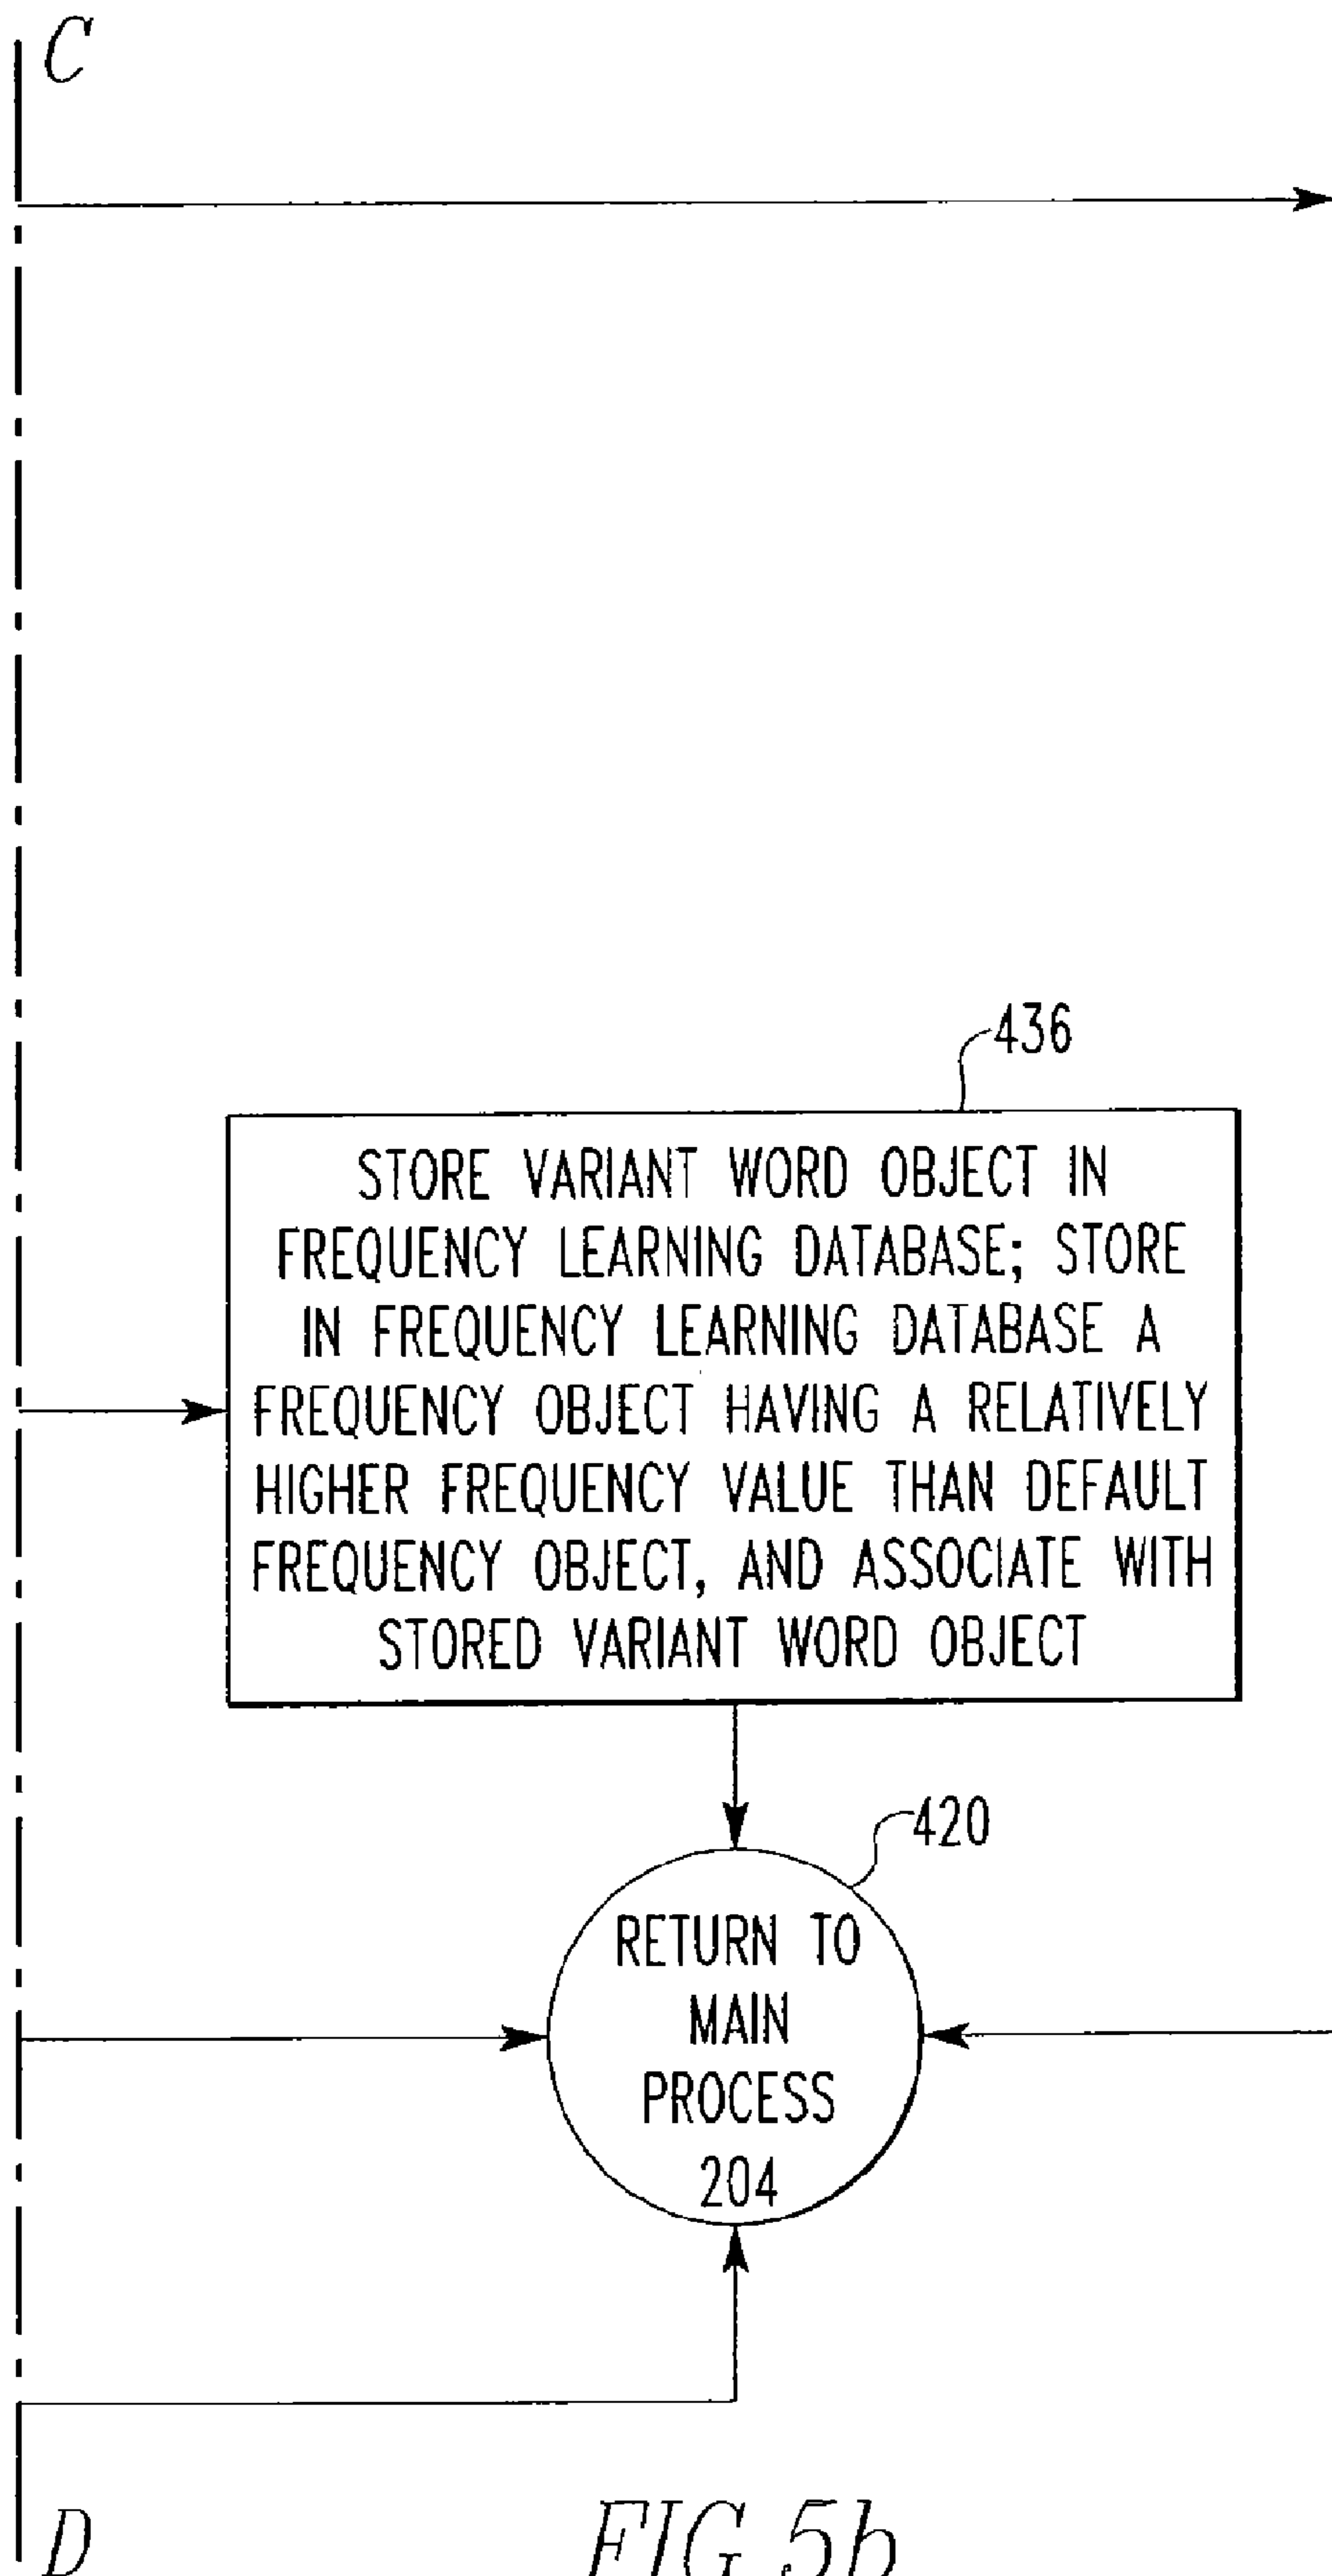 C
436
STORE VARIANT WORD OBJECT IN
FREQUENCY LEARNING DATABASE; STORE
IN FREQUENCY LEARNING DATABASE A
FREQUENCY OBJECT HAVING A RELATIVELY
HIGHER FREQUENCY VALUE THAN DEFAULT
FREQUENCY OBJECT, AND ASSOCIATE WITH
STORED VARIANT WORD OBJECT
420
RETURN TO
MAIN
PROCESS
204
D
FIG. 5b